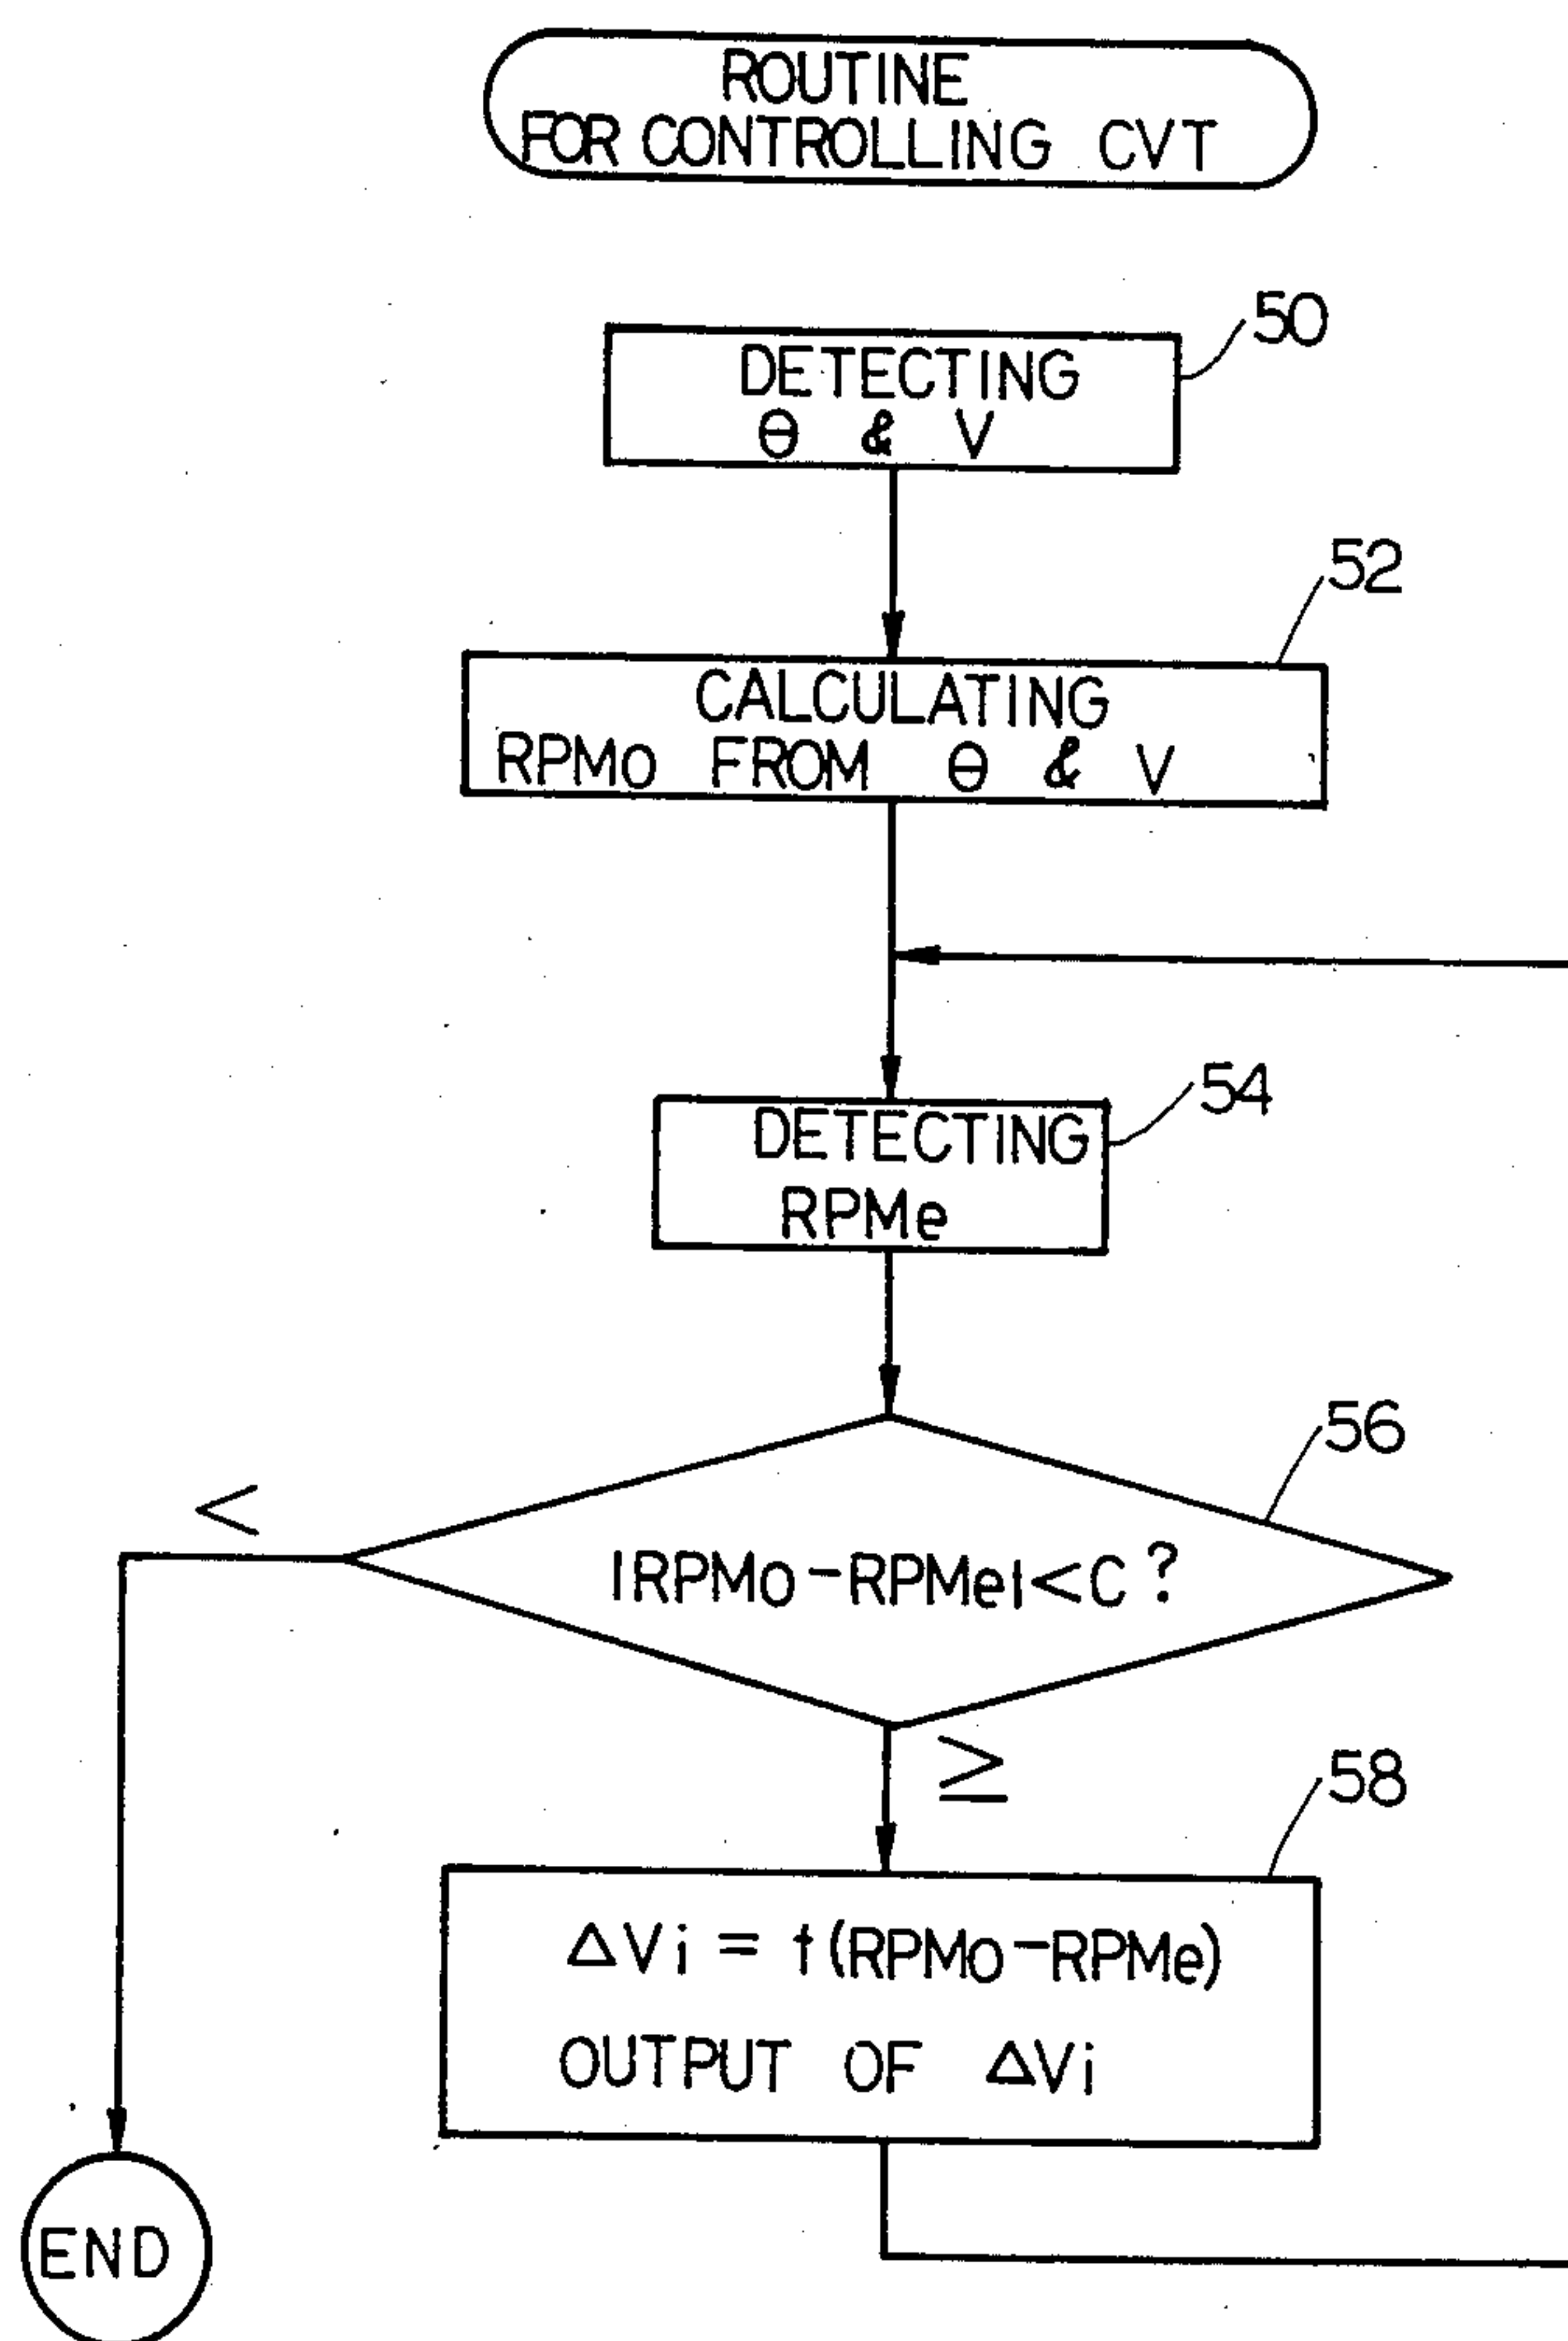 ROUTINE
FOR CONTROLLING CVT
50
DETECTING
Θ & V
52
CALCULATING
RPMo FROM Θ & V
54
DETECTING
RPMe
56
<
|RPMo-RPMe|<C?
≥
58
ΔVi = f(RPMo-RPMe)
OUTPUT OF ΔVi
END